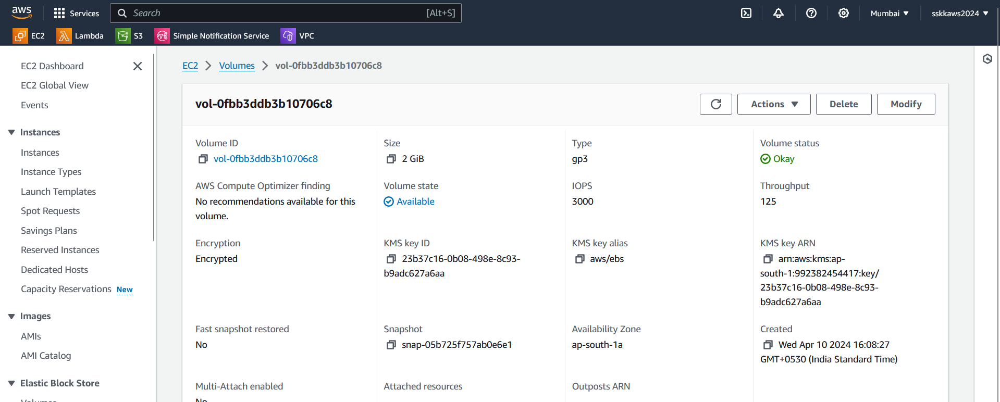 aws
Services
Search
[Alt+S]
Mumbai
sskkaws2024
EC2
Lambda
S3
Simple Notification Service
VPC
EC2 Dashboard
EC2 Global View
Events
Instances
Instances
Instance Types
Launch Templates
Spot Requests
Savings Plans
Reserved Instances
Dedicated Hosts
Capacity Reservations New
Images
AMIs
AMI Catalog
Elastic Block Store
Volumes
EC2 > Volumes > vol-0fbb3ddb3b10706c8
vol-0fbb3ddb3b10706c8
Actions
Delete
Modify
Volume ID
vol-0fbb3ddb3b10706c8
Size
2 GiB
Type
gp3
Volume status
Okay
AWS Compute Optimizer finding
No recommendations available for this
volume.
Volume state
Available
IOPS
3000
Throughput
125
Encryption
Encrypted
KMS key ID
23b37c16-0b08-498e-8c93-
b9adc627a6aa
KMS key alias
aws/ebs
KMS key ARN
arn:aws:kms:ap-
south-1:992382454417:key/
23b37c16-0b08-498e-8c93-
b9adc627a6aa
Fast snapshot restored
No
Snapshot
snap-05b725f757ab0e6e1
Availability Zone
ap-south-1a
Created
Wed Apr 10 2024 16:08:27
GMT+0530 (India Standard Time)
Multi-Attach enabled
No
Attached resources
Outposts ARN